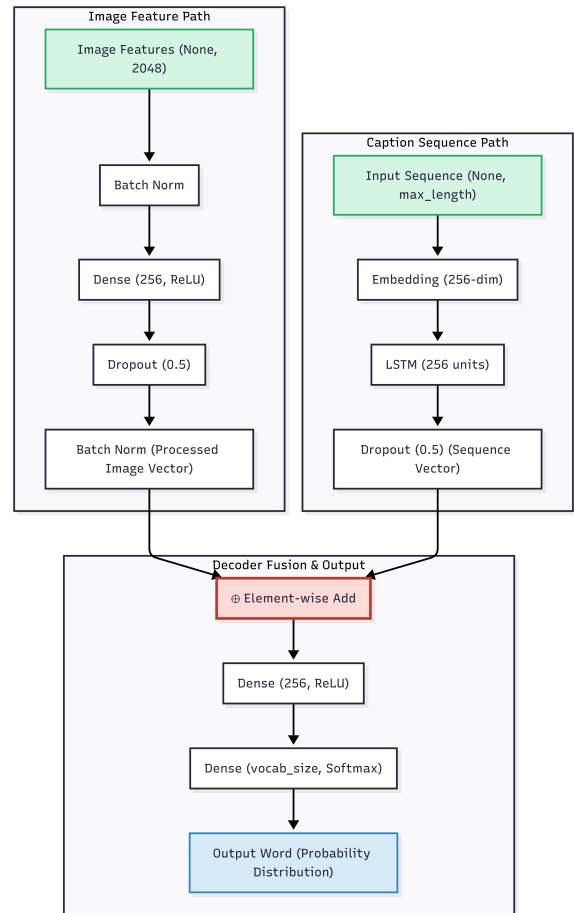 Image Feature Path
Image Features (None,
2048)
Batch Norm
Dense (256, ReLU)
Dropout (0.5)
Batch Norm (Processed
Image Vector)
Caption Sequence Path
Input Sequence (None,
max_length)
Embedding (256-dim)
LSTM (256 units)
Dropout (0.5) (Sequence
Vector)
Decoder Fusion & Output
⊕ Element-wise Add
Dense (256, ReLU)
Dense (vocab_size, Softmax)
Output Word (Probability
Distribution)